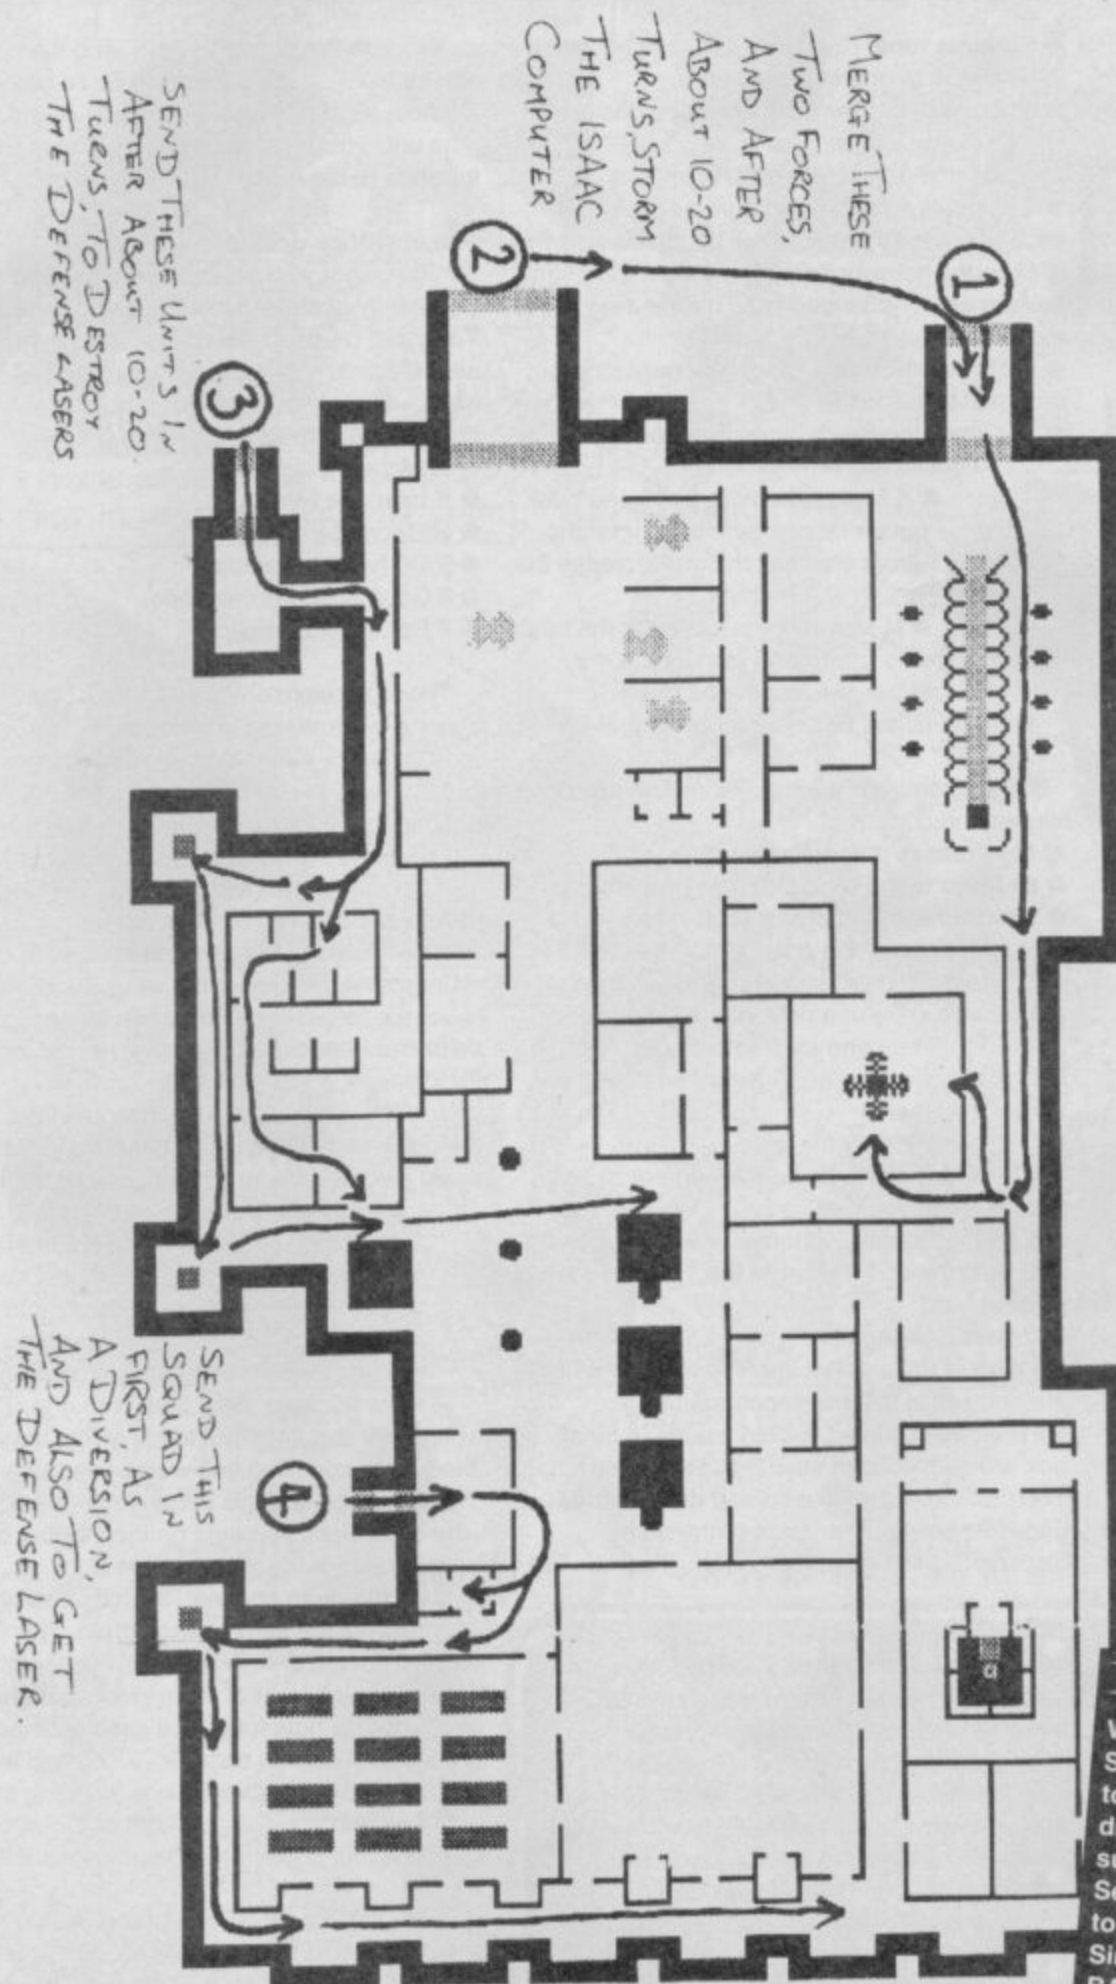 MERGE THESE
TWO FORCES,
AND AFTER
ABOUT 10-20
TURNS, STORM
THE ISAAC
COMPUTER
1
2
SEND THESE UNITS IN
AFTER ABOUT 10-20.
TURNS, TO DESTROY
THE DEFENSE LASERS
3
4
SEND THIS
SQUAD IN
FIRST, AS
A DIVERSION,
AND ALSO TO GET
THE DEFENSE LASER.
α
to
to